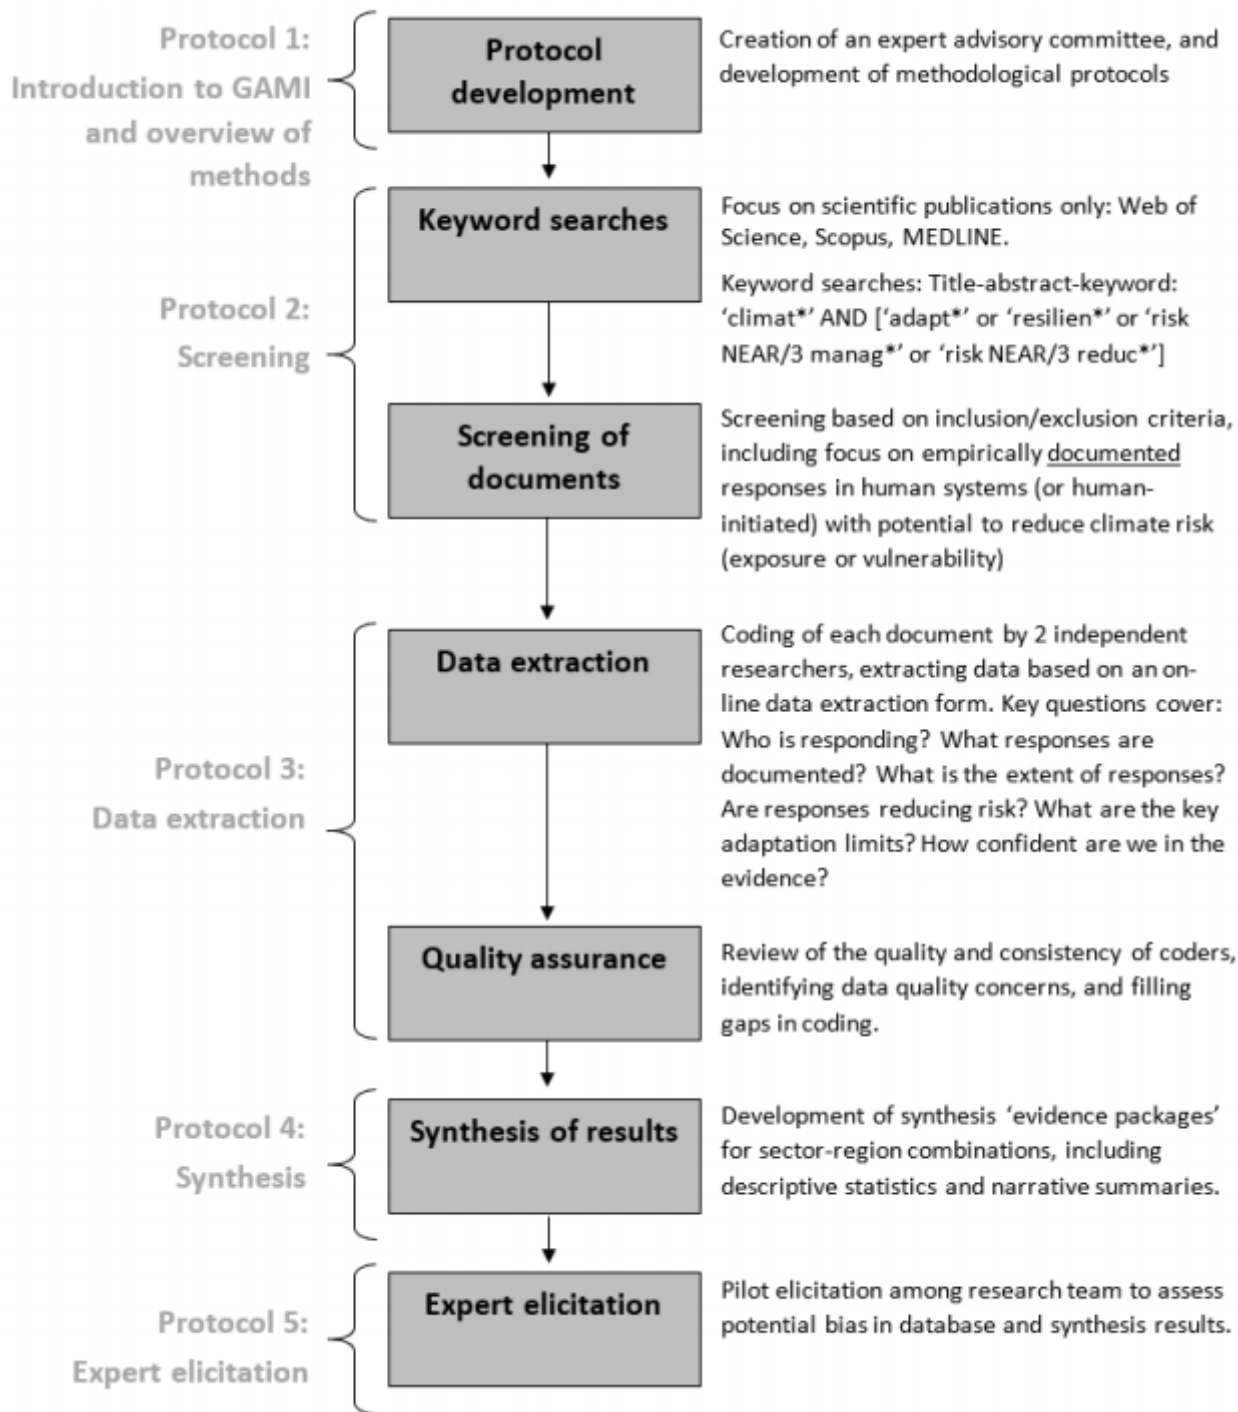 Protocol 1:
Introduction to GAMI
and overview of
methods
Protocol
development
Creation of an expert advisory committee, and
development of methodological protocols
Protocol 2:
Screening
Keyword searches
Focus on scientific publications only: Web of
Science, Scopus, MEDLINE.
Keyword searches: Title-abstract-keyword:
‘climat*’ AND [‘adapt*’ or ‘resilien*’ or ‘risk
NEAR/3 manag*’ or ‘risk NEAR/3 reduc*’]
Screening of
documents
Screening based on inclusion/exclusion criteria,
including focus on empirically documented
responses in human systems (or human-
initiated) with potential to reduce climate risk
(exposure or vulnerability)
Protocol 3:
Data extraction
Data extraction
Coding of each document by 2 independent
researchers, extracting data based on an on-
line data extraction form. Key questions cover:
Who is responding? What responses are
documented? What is the extent of responses?
Are responses reducing risk? What are the key
adaptation limits? How confident are we in the
evidence?
Quality assurance
Review of the quality and consistency of coders,
identifying data quality concerns, and filling
gaps in coding.
Protocol 4:
Synthesis
Synthesis of results
Development of synthesis ‘evidence packages’
for sector-region combinations, including
descriptive statistics and narrative summaries.
Protocol 5:
Expert elicitation
Expert elicitation
Pilot elicitation among research team to assess
potential bias in database and synthesis results.